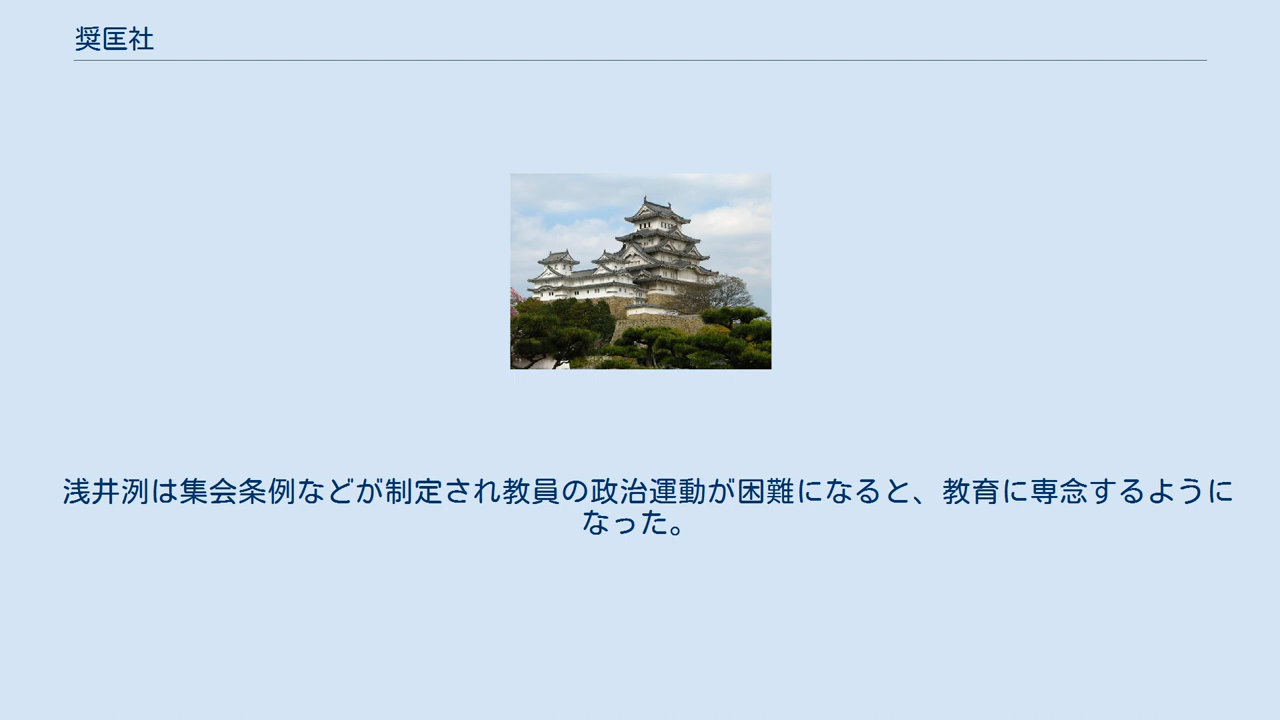 奨匡社
浅井洌は集会条例などが制定され教員の政治運動が困難になると、教育に専念するように
なった。